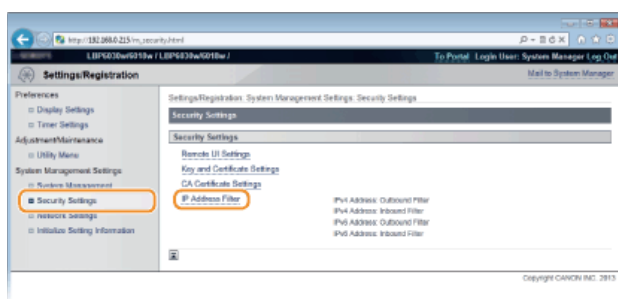 http://192.168.0.215/m_security.html
LBP6030w/6018w / LBP6030w/6018w /
To Portal Login User: System Manager Log Out
Settings/Registration
Mail to System Manager
Preferences
Display Settings
Timer Settings
Adjustment/Maintenance
Utility Menu
System Management Settings
System Management
Security Settings
Network Settings
Initialize Setting Information
Settings/Registration: System Management Settings: Security Settings
Security Settings
Security Settings
Remote UI Settings
Key and Certificate Settings
CA Certificate Settings
IP Address Filter
IPv4 Address: Outbound Filter
IPv4 Address: Inbound Filter
IPv6 Address: Outbound Filter
IPv6 Address: Inbound Filter
Copyright CANON INC. 2013